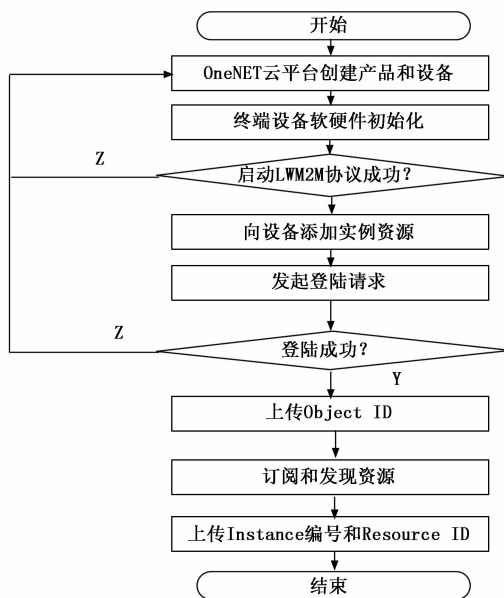 开始
OneNET云平台创建产品和设备
终端设备软硬件初始化
Z
启动LWM2M协议成功？
向设备添加实例资源
发起登陆请求
Z
登陆成功？
Y
上传Object ID
订阅和发现资源
上传Instance编号和Resource ID
结束